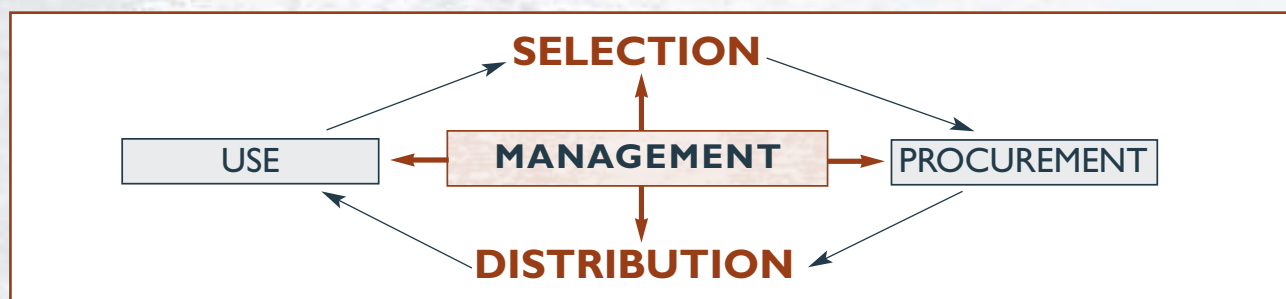 SELECTION
USE
MANAGEMENT
PROCUREMENT
DISTRIBUTION